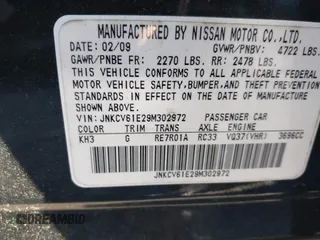 MANUFACTURED BY NISSAN MOTOR CO.,LTD.
DATE: 02/09 GVWR/PNBV: 4722 LBS.
GAWR/PNBE FR: 2270 LBS. RR: 2478 LBS.
THIS VEHICLE CONFORMS TO ALL APPLICABLE
FEDERAL MOTOR VEHICLE SAFETY,BUMPER,AND THEFT
PREVENTION STANDARDS IN EFFECT ON THE DATE
OF MANUFACTURE SHOWN ABOVE.
VIN: JNKCV61E29M302972 PASSENGER CAR
COLOR TRIM TRANS AXLE ENGINE
KH3 G RE7R01A RC33 VQ37(VHR) 3696CC
JNKCV61E29M302972